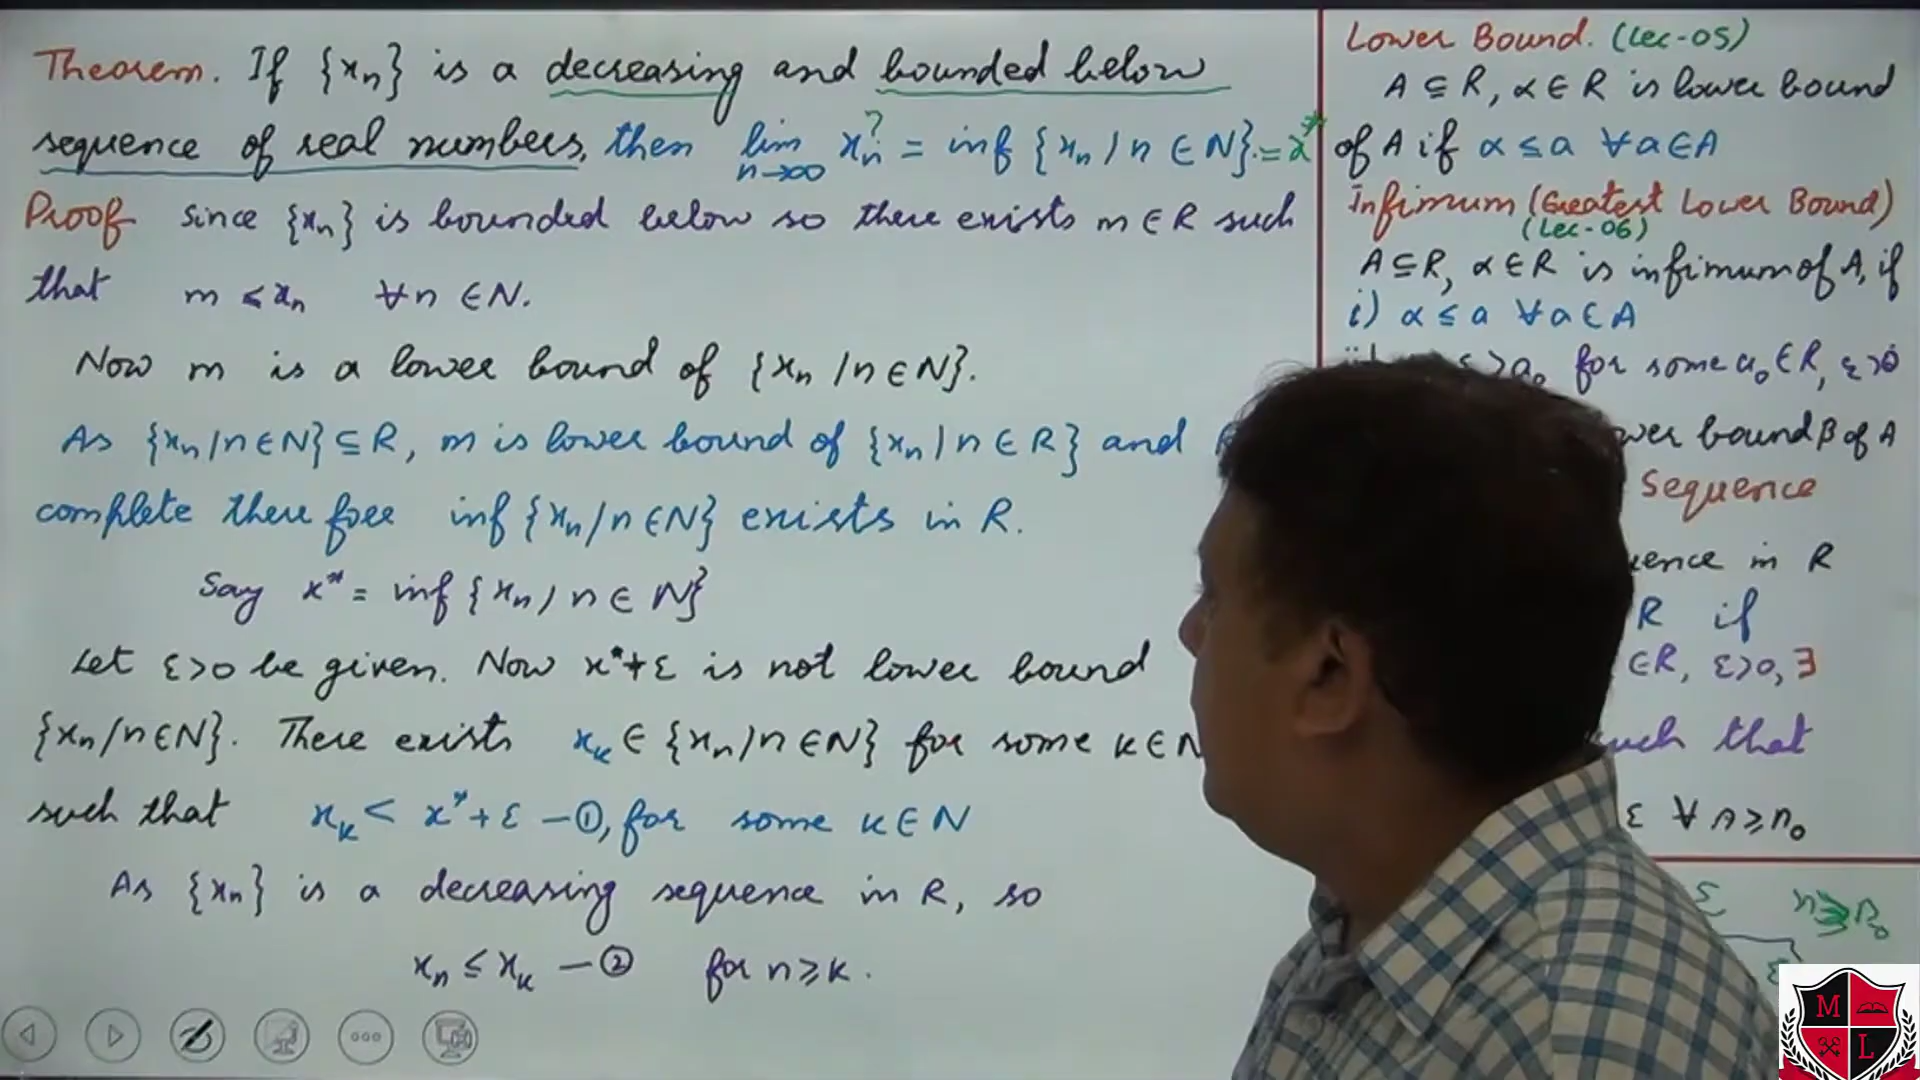 Theorem. If {xₙ} is a decreasing and bounded below
sequence of real numbers, then lim n→∞ xₙ ? = inf {xₙ / n ∈ N}. = x*
Proof Since {xₙ} is bounded below so there exists m ∈ R such
that m ≤ xₙ ∀ n ∈ N.
Now m is a lower bound of {xₙ / n ∈ N}.
As {xₙ / n ∈ N} ⊆ R, m is lower bound of {xₙ | n ∈ R} and
complete therefore inf {xₙ / n ∈ N} exists in R.
Say x* = inf {xₙ / n ∈ N}
Let ε > 0 be given. Now x* + ε is not lower bound
{xₙ / n ∈ N}. There exists xₖ ∈ {xₙ / n ∈ N} for some k ∈ N
such that xₖ < x* + ε — ①, for some k ∈ N
As {xₙ} is a decreasing sequence in R, so
xₙ ≤ xₖ — ② for n ≥ k.
Lower Bound. (Lec-05)
A ⊆ R, α ∈ R is lower bound
of A if α ≤ a ∀ a ∈ A
Infimum (Greatest Lower Bound)
(Lec-06)
A ⊆ R, α ∈ R is infimum of A, if
i) α ≤ a ∀ a ∈ A
> a₀ for some a₀ ∈ R, ε > 0
bound β of A
Sequence
in R
R if
∈ R, ε > 0, ∃
such that
ε ∀ n ≥ n₀
ε
M
L